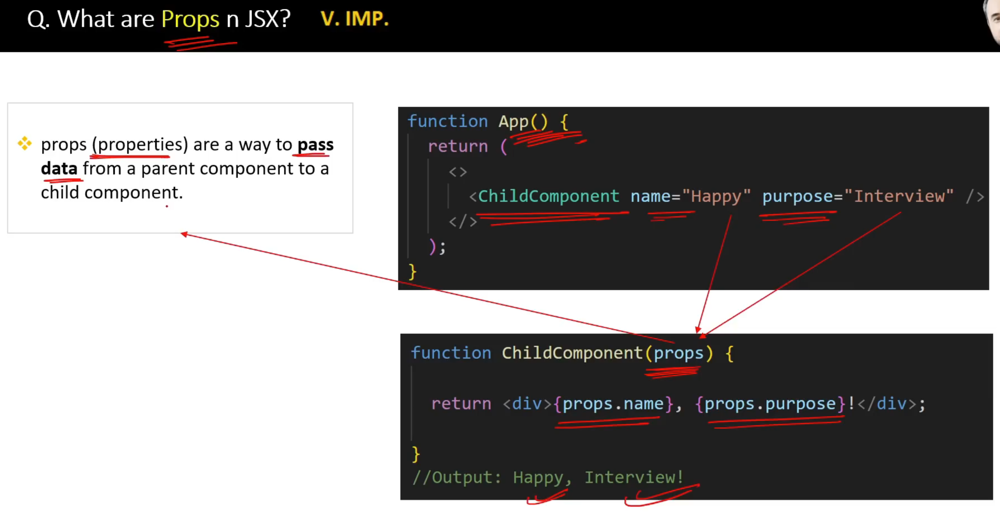 Q. What are Props n JSX? V. IMP.
props (properties) are a way to pass
data from a parent component to a
child component.
function App() {
return (
<>
<ChildComponent name="Happy" purpose="Interview" />
</>
);
}
function ChildComponent(props) {
return <div>{props.name}, {props.purpose}!</div>;
}
//Output: Happy, Interview!